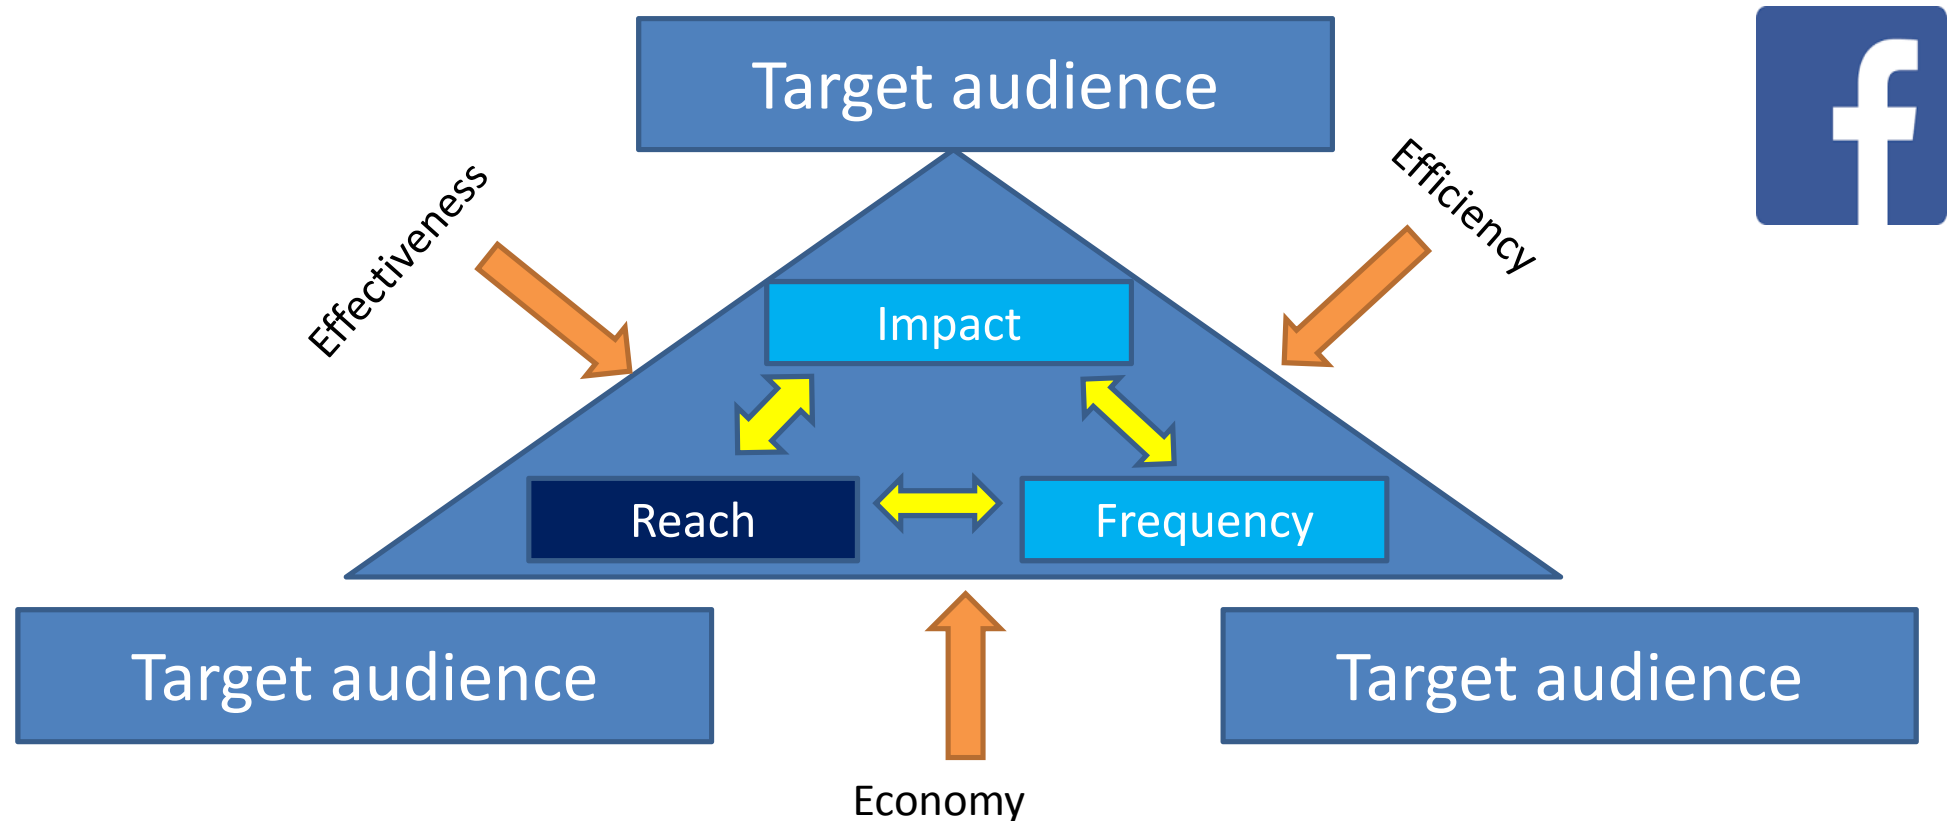 Target audience
Effectiveness
Efficiency
Impact
Reach
Frequency
Target audience
Target audience
Economy